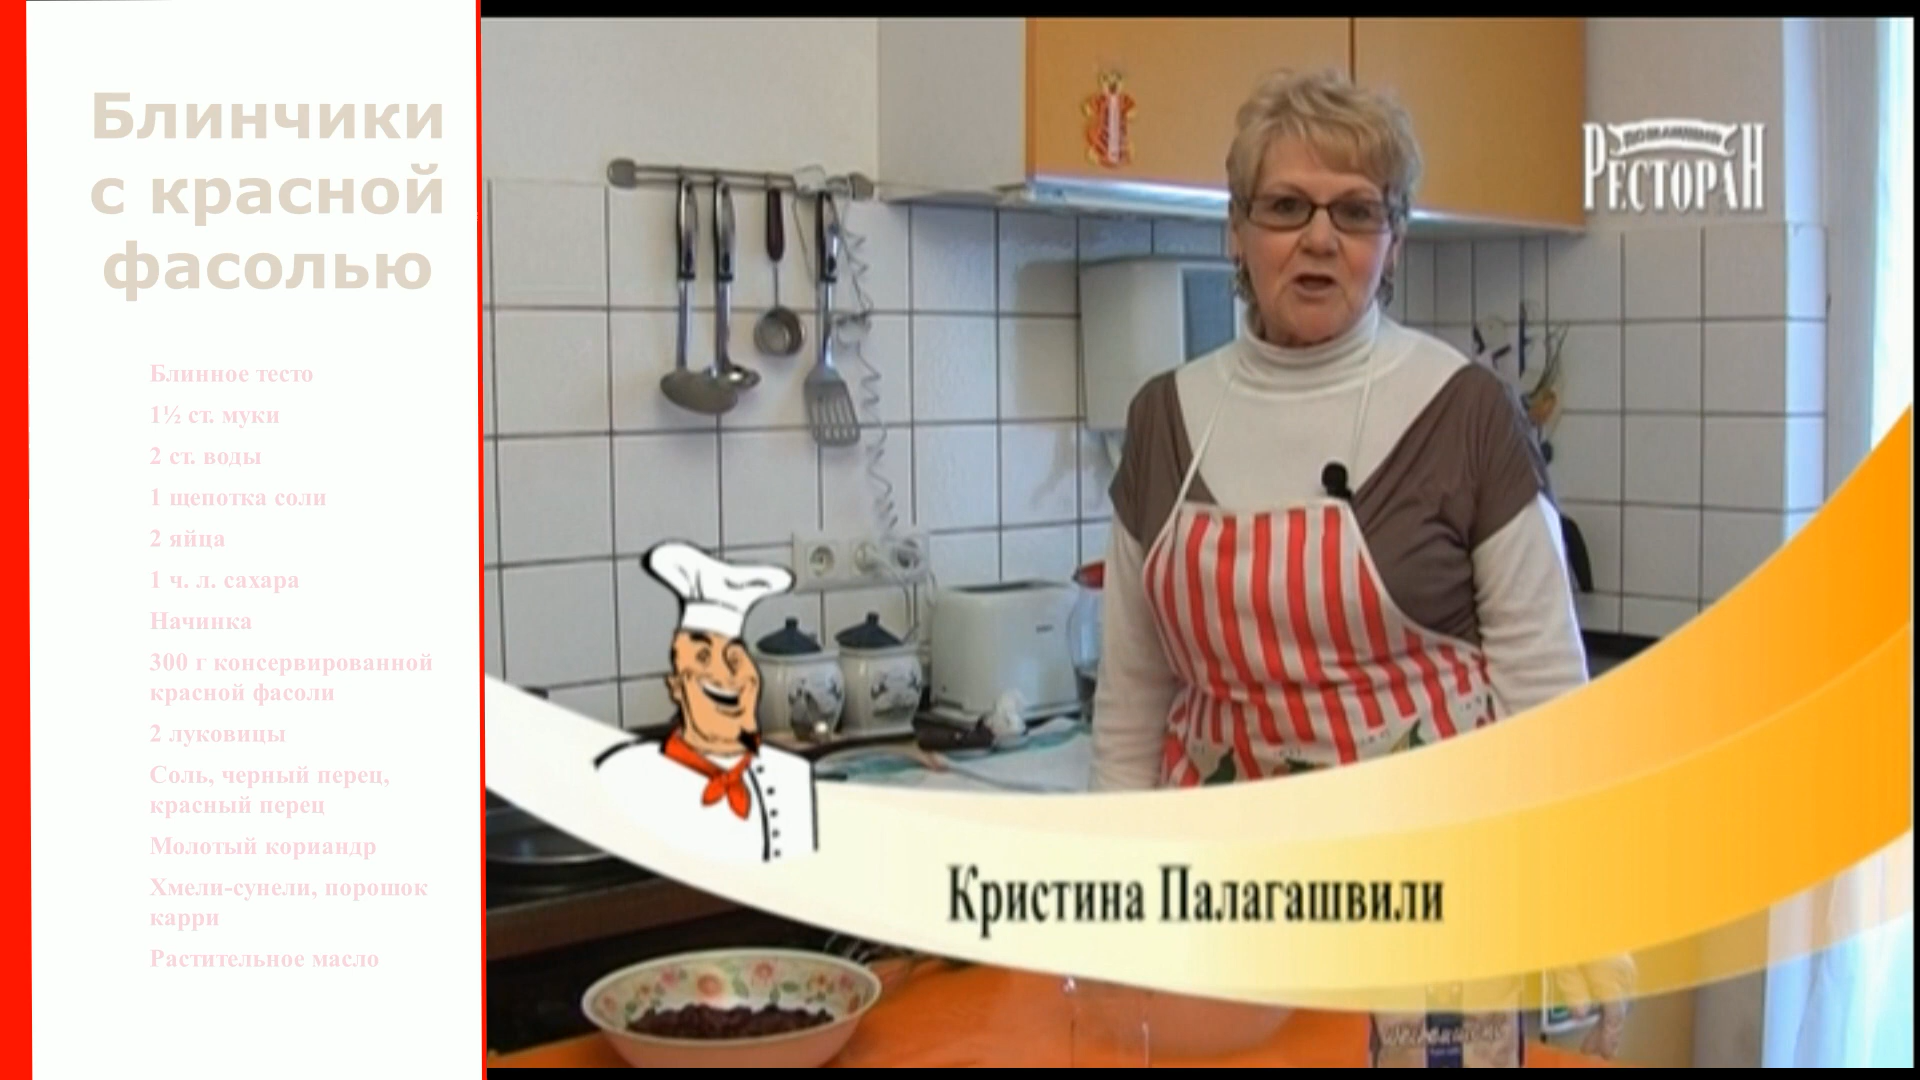 Блинчики
с красной
фасолью
Блинное тесто
1½ ст. муки
2 ст. воды
1 щепотка соли
2 яйца
1 ч. л. сахара
Начинка
300 г консервированной
красной фасоли
2 луковицы
Соль, черный перец,
красный перец
Молотый кориандр
Хмели-сунели, порошок
карри
Растительное масло
ДОМАШНИЙ
РЕСТОРАН
Кристина Палагашвили